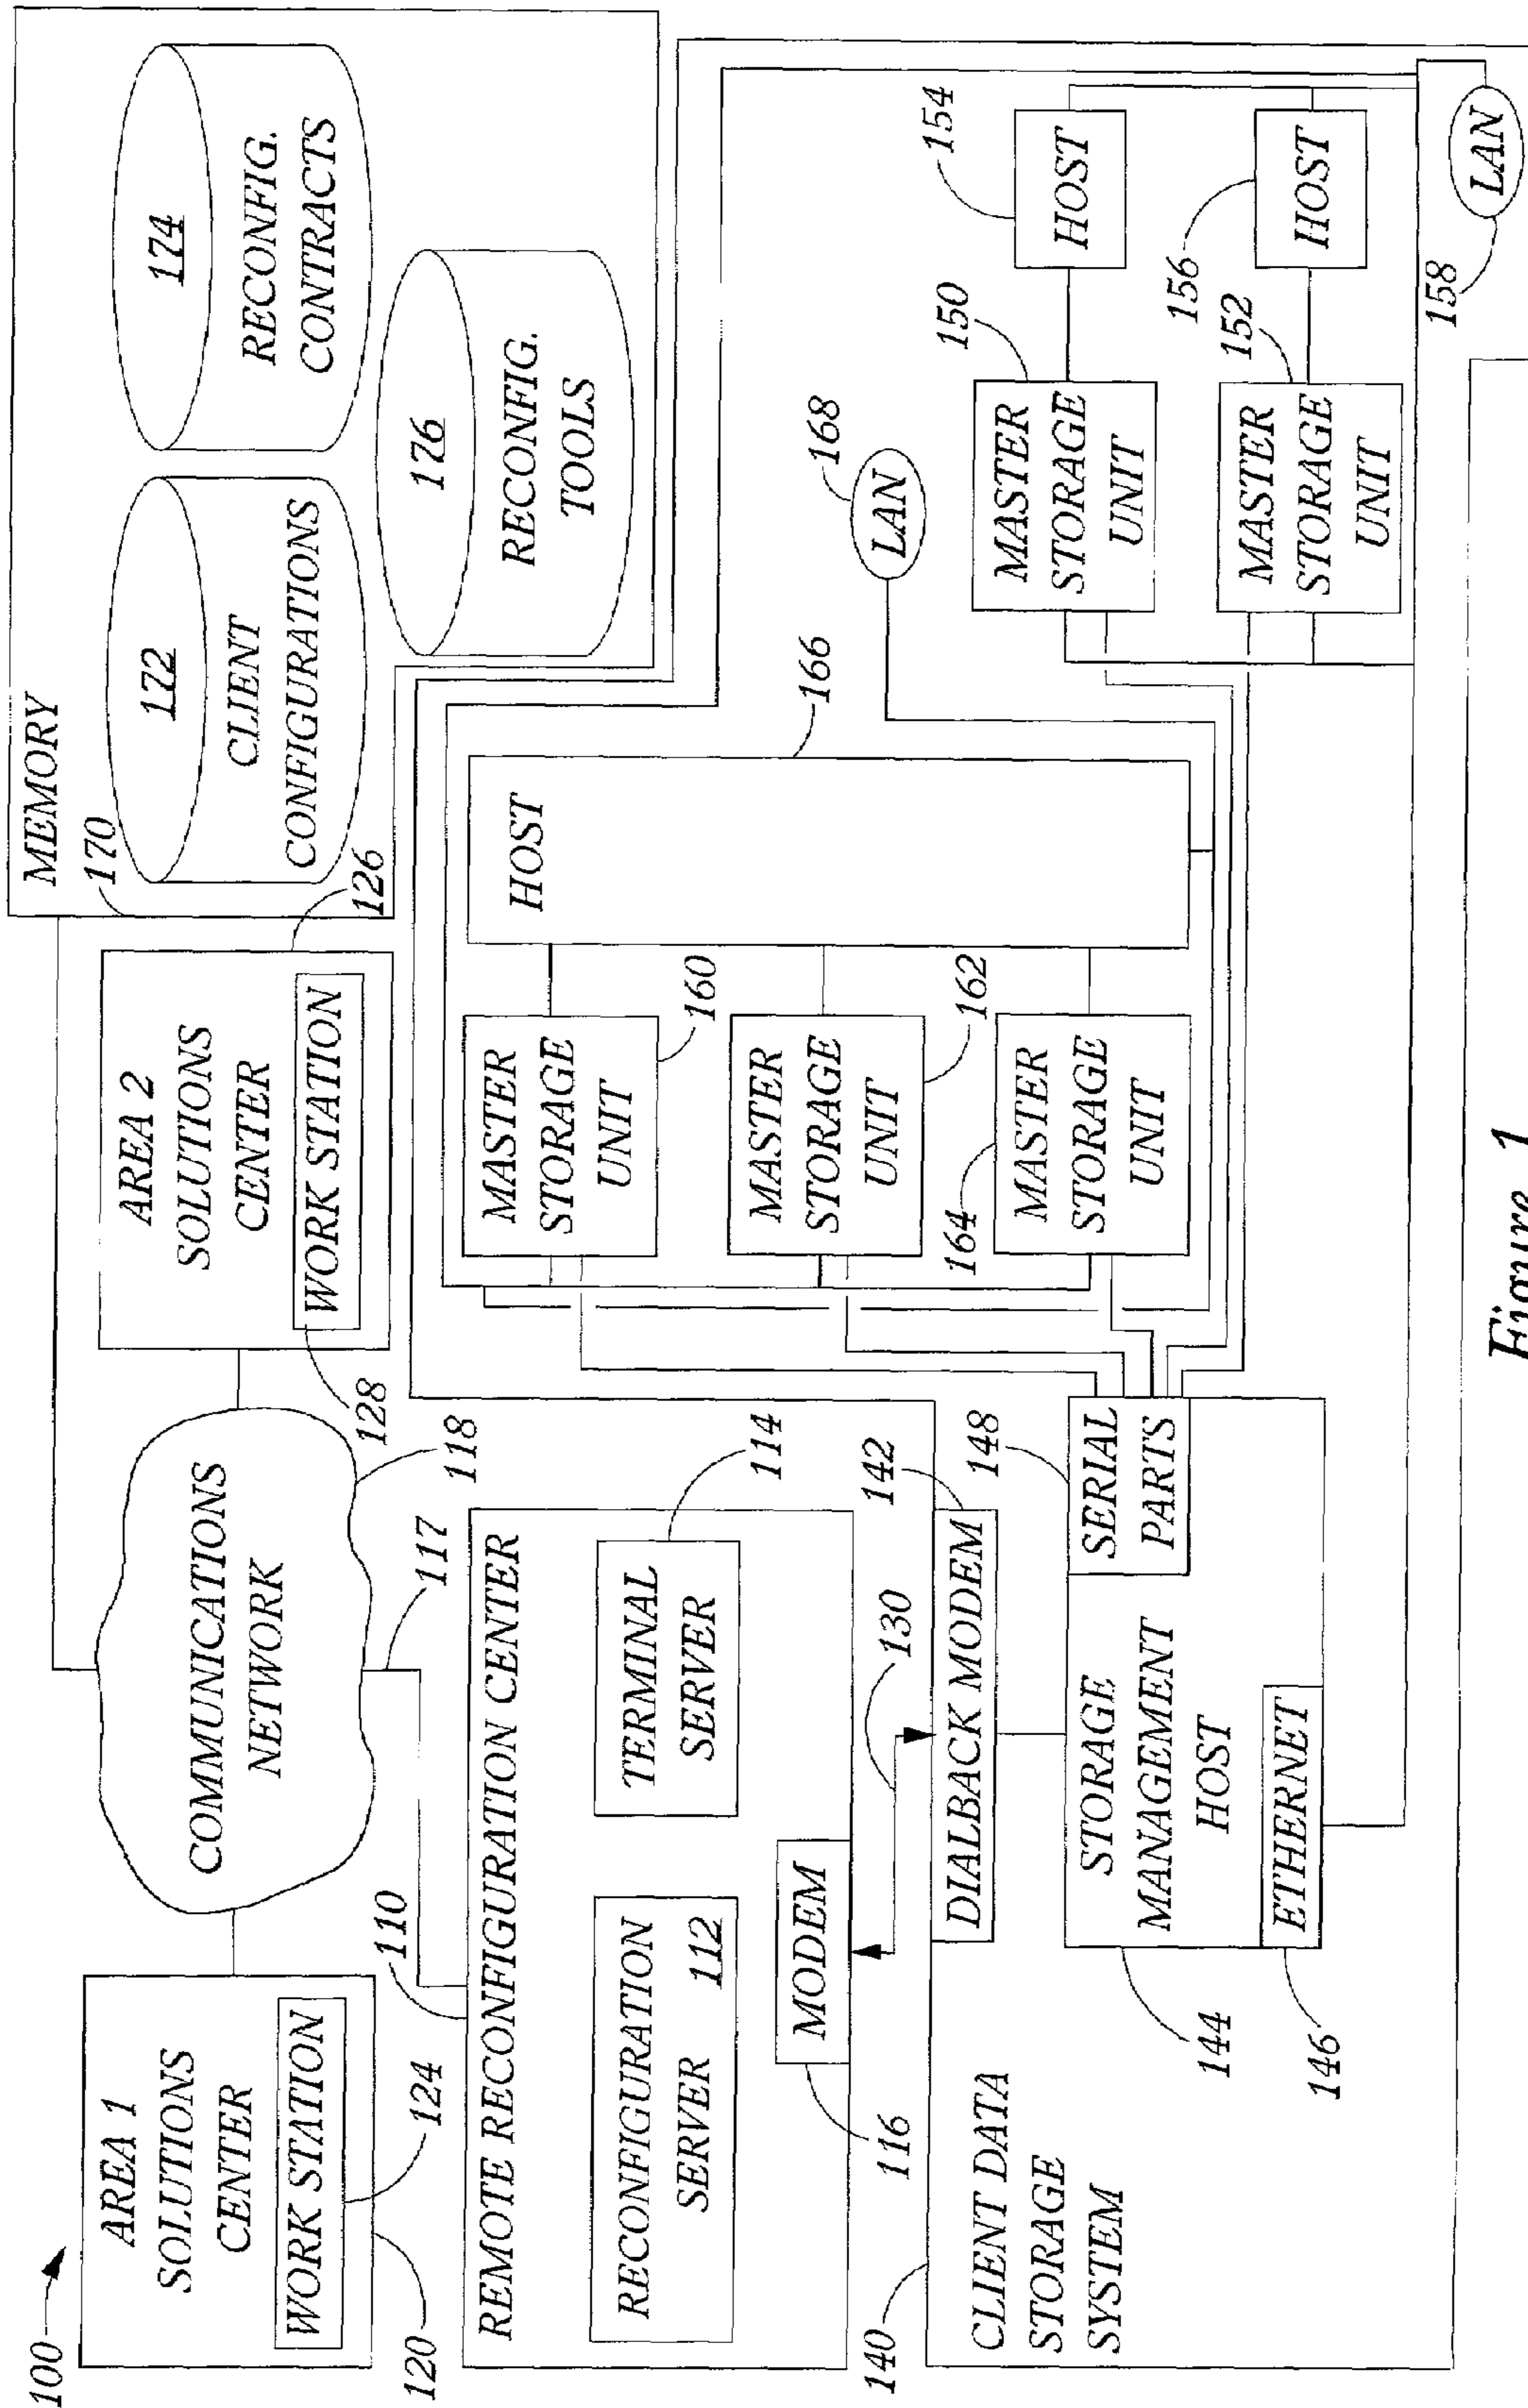 100
AREA 1
SOLUTIONS
CENTER
WORK STATION
120
124
COMMUNICATIONS
NETWORK
118
117
AREA 2
SOLUTIONS
CENTER
WORK STATION
128
126
MEMORY
170
172
CLIENT
CONFIGURATIONS
174
RECONFIG.
CONTRACTS
176
RECONFIG.
TOOLS
110
REMOTE RECONFIGURATION CENTER
RECONFIGURATION
SERVER 112
TERMINAL
SERVER
114
MODEM
116
130
140
CLIENT DATA
STORAGE
SYSTEM
DIALBACK MODEM
142
STORAGE
MANAGEMENT
HOST
144
ETHERNET
146
SERIAL
PARTS
148
MASTER
STORAGE
UNIT
160
MASTER
STORAGE
UNIT
162
MASTER
STORAGE
UNIT
164
HOST
166
LAN
168
MASTER
STORAGE
UNIT
150
HOST
154
MASTER
STORAGE
UNIT
152
HOST
156
LAN
158
Figure 1